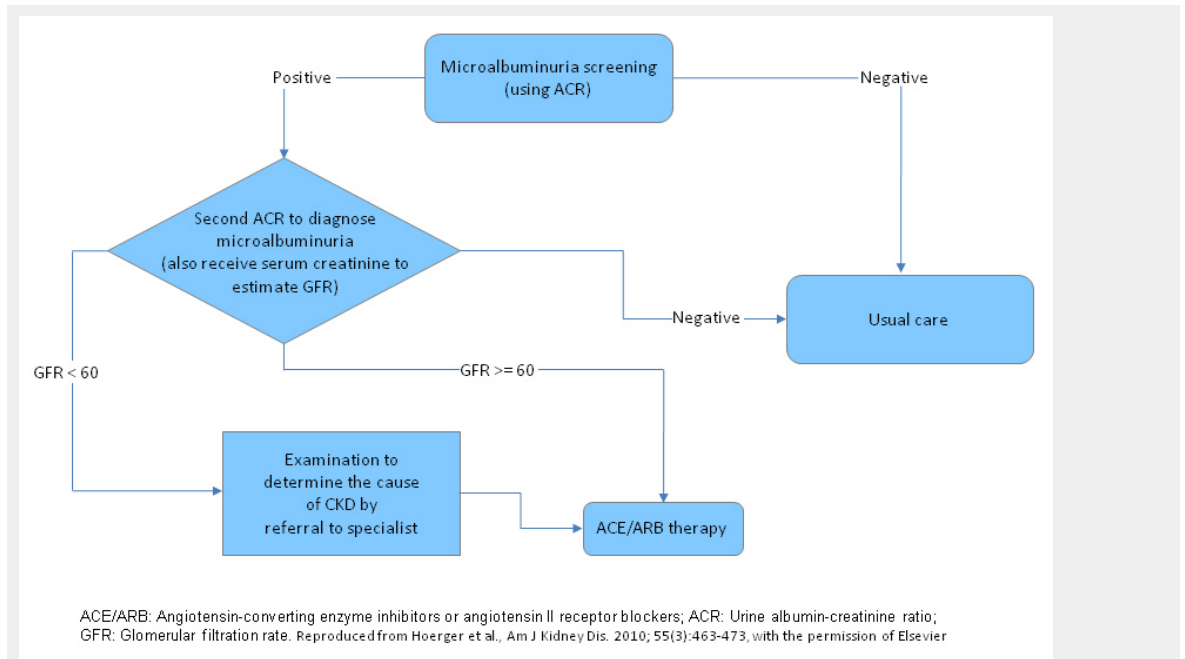 Microalbuminuria screening
(using ACR)
Positive
Negative
Second ACR to diagnose
microalbuminuria
(also receive serum creatinine to
estimate GFR)
Negative
Usual care
GFR < 60
GFR >= 60
Examination to
determine the cause
of CKD by
referral to specialist
ACE/ARB therapy
ACE/ARB: Angiotensin-converting enzyme inhibitors or angiotensin II receptor blockers; ACR: Urine albumin-creatinine ratio;
GFR: Glomerular filtration rate. Reproduced from Hoerger et al., Am J Kidney Dis. 2010; 55(3):463-473, with the permission of Elsevier